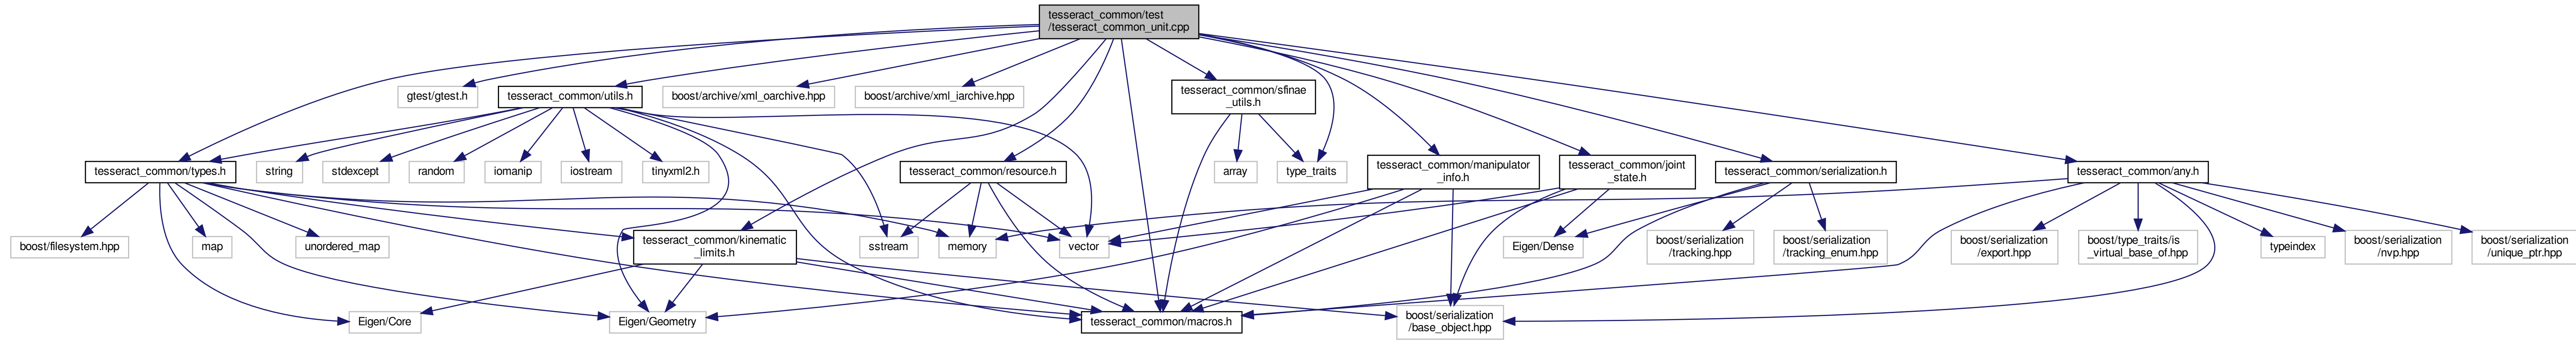 tesseract_common/test
/tesseract_common_unit.cpp
gtest/gtest.h
tesseract_common/utils.h
boost/archive/xml_oarchive.hpp
boost/archive/xml_iarchive.hpp
tesseract_common/sfinae
_utils.h
tesseract_common/types.h
string
stdexcept
random
iomanip
iostream
tinyxml2.h
tesseract_common/resource.h
array
type_traits
tesseract_common/manipulator
_info.h
tesseract_common/joint
_state.h
tesseract_common/serialization.h
tesseract_common/any.h
boost/filesystem.hpp
map
unordered_map
tesseract_common/kinematic
_limits.h
sstream
memory
vector
Eigen/Dense
boost/serialization
/tracking.hpp
boost/serialization
/tracking_enum.hpp
boost/serialization
/export.hpp
boost/type_traits/is
_virtual_base_of.hpp
typeindex
boost/serialization
/nvp.hpp
boost/serialization
/unique_ptr.hpp
Eigen/Core
Eigen/Geometry
tesseract_common/macros.h
boost/serialization
/base_object.hpp